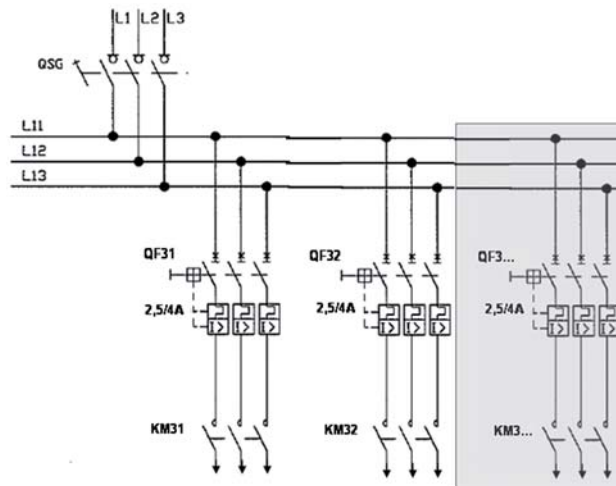 L1 L2 L3
QSG
L11
L12
L13
QF31 QF32 QF3...
2,5/4A 2,5/4A 2,5/4A
I> I> I> I> I> I> I> I> I>
KM31 KM32 KM3...